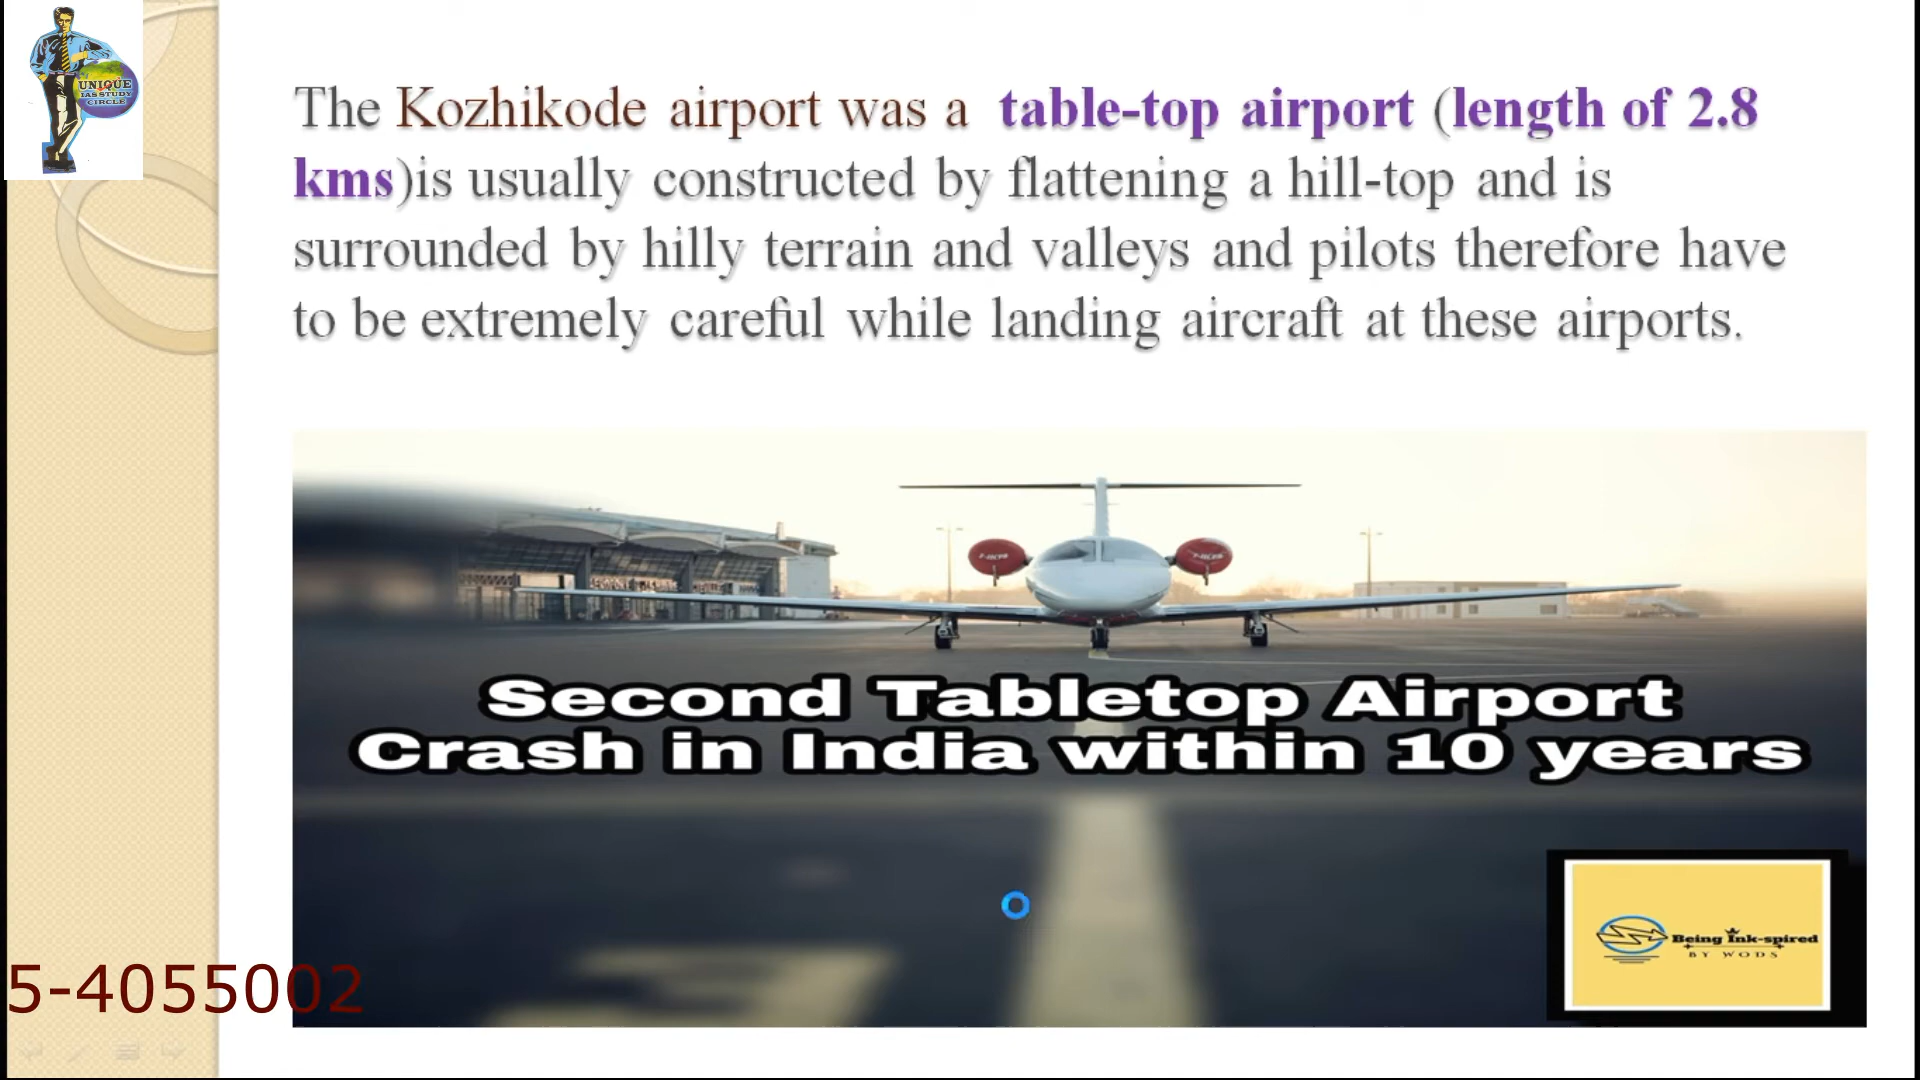 UNIQUE
IAS STUDY
CIRCLE
The Kozhikode airport was a table-top airport (length of 2.8
kms)is usually constructed by flattening a hill-top and is
surrounded by hilly terrain and valleys and pilots therefore have
to be extremely careful while landing aircraft at these airports.
Second Tabletop Airport
Crash in India within 10 years
Being Ink-spired
BY WODS
5-4055002